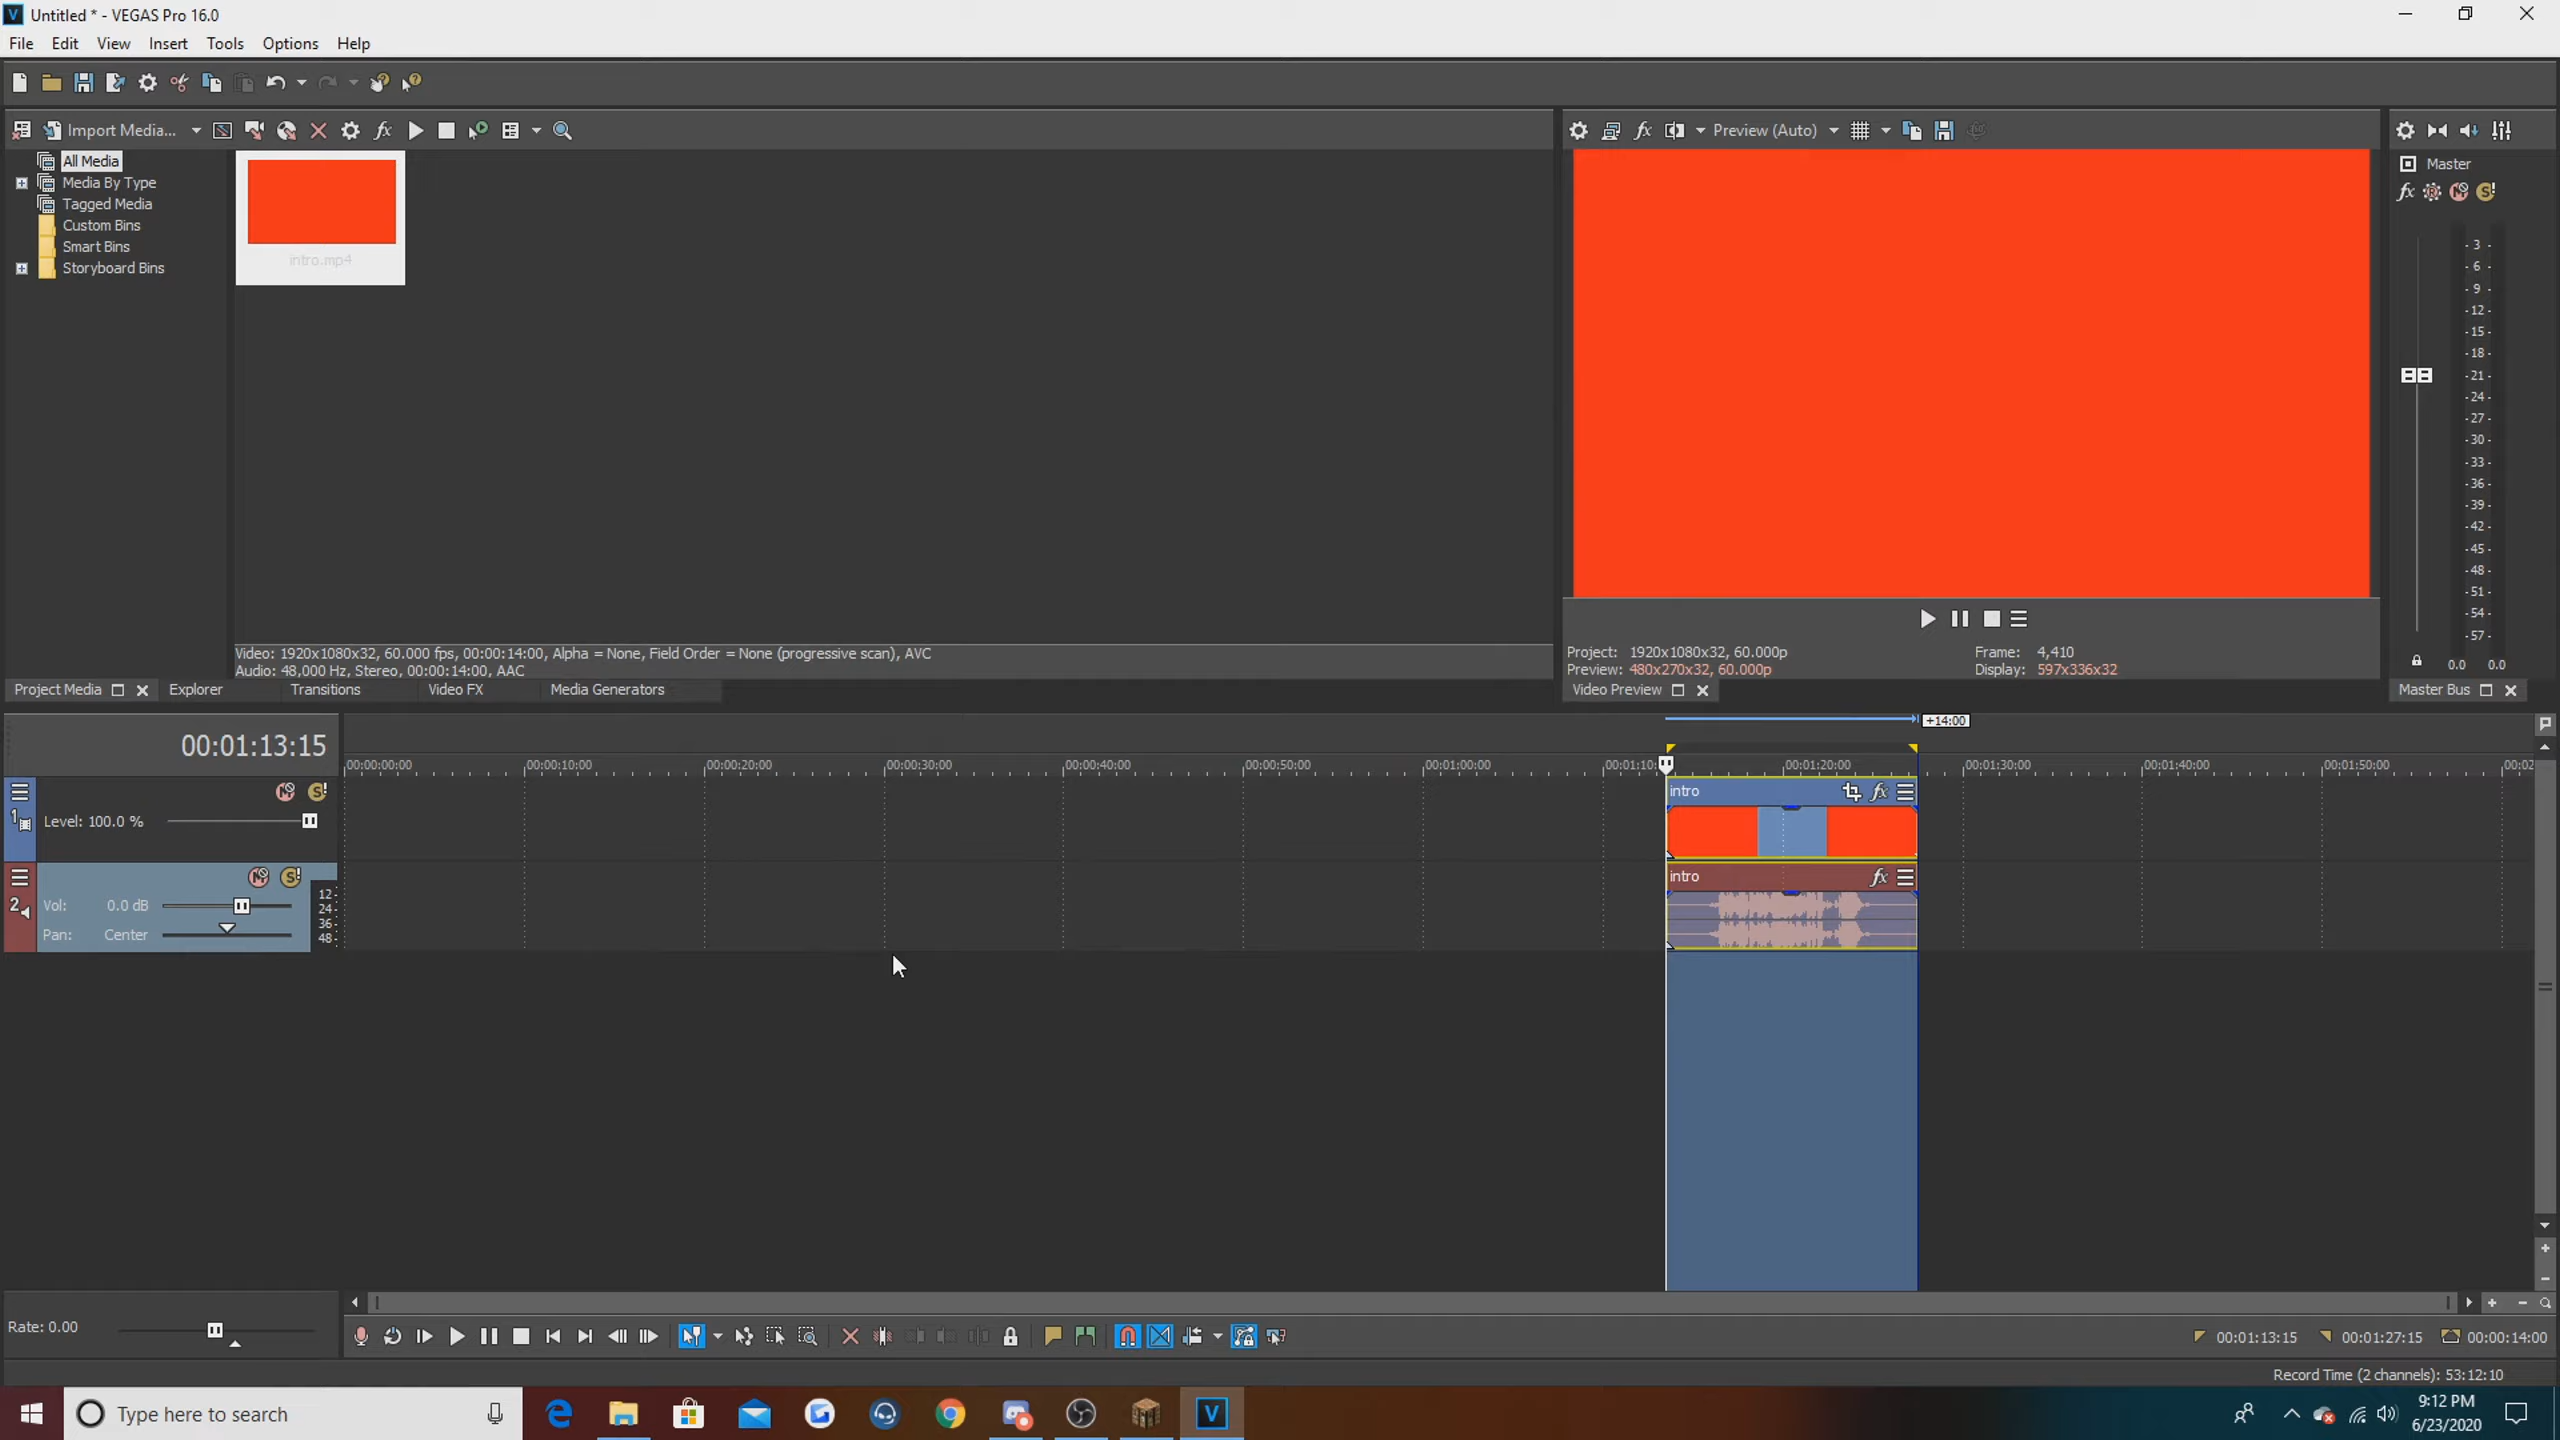 Untitled * - VEGAS Pro 16.0
File Edit View Insert Tools Options Help
Import Media...
Preview (Auto)
All Media
Media By Type
Tagged Media
Custom Bins
Smart Bins
Storyboard Bins
intro.mp4
Master
- 3 -
- 6 -
- 9 -
- 12 -
- 15 -
- 18 -
- 21 -
- 24 -
- 27 -
- 30 -
- 33 -
- 36 -
- 39 -
- 42 -
- 45 -
- 48 -
- 51 -
- 54 -
- 57 -
0.0 0.0
Video: 1920x1080x32, 60.000 fps, 00:00:14:00, Alpha = None, Field Order = None (progressive scan), AVC
Audio: 48,000 Hz, Stereo, 00:00:14:00, AAC
Project: 1920x1080x32, 60.000p
Frame: 4,410
Preview: 480x270x32, 60.000p
Display: 597x336x32
Project Media Explorer Transitions Video FX Media Generators
Video Preview
Master Bus
+14:00
00:01:13:15
00:00:00:00 00:00:10:00 00:00:20:00 00:00:30:00 00:00:40:00 00:00:50:00 00:01:00:00 00:01:10: 00:01:20:00 00:01:30:00 00:01:40:00 00:01:50:00 00:02
1
Level: 100.0 %
intro
fx
2
Vol: 0.0 dB
Pan: Center
12
24
36
48
intro
fx
Rate: 0.00
00:01:13:15 00:01:27:15 00:00:14:00
Record Time (2 channels): 53:12:10
Type here to search
9:12 PM
6/23/2020